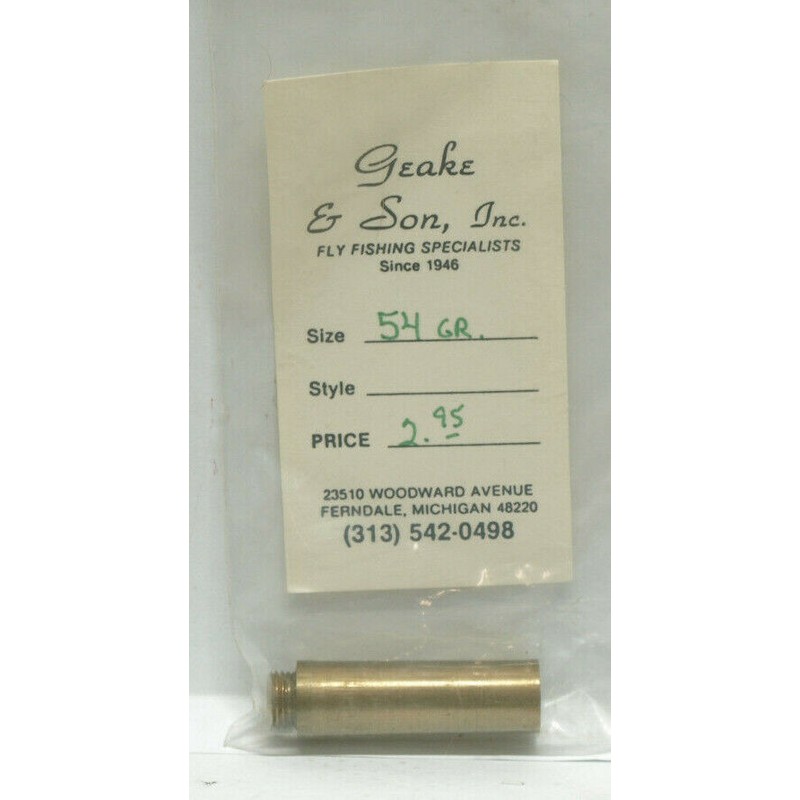 Geake
& Son, Inc.
FLY FISHING SPECIALISTS
Since 1946
Size 54 GR.
Style
PRICE 2.95
23510 WOODWARD AVENUE
FERNDALE, MICHIGAN 48220
(313) 542-0498